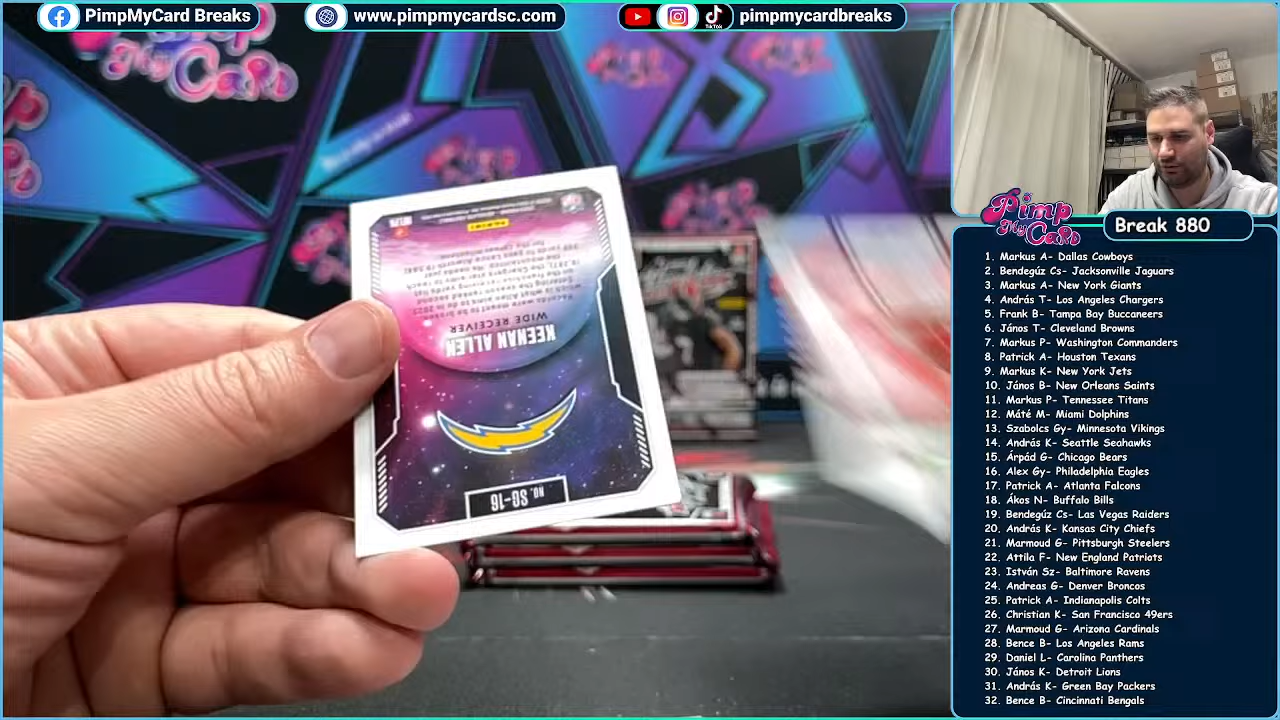 PimpMyCard Breaks
www.pimpmycardsc.com
TikTok
pimpmycardbreaks
Pimp
My Card
Break 880
1. Markus A- Dallas Cowboys
2. Bendegúz Cs- Jacksonville Jaguars
3. Markus A- New York Giants
4. András T- Los Angeles Chargers
5. Frank B- Tampa Bay Buccaneers
6. János T- Cleveland Browns
7. Markus P- Washington Commanders
8. Patrick A- Houston Texans
9. Markus K- New York Jets
10. János B- New Orleans Saints
11. Markus P- Tennessee Titans
12. Máté M- Miami Dolphins
13. Szabolcs Gy- Minnesota Vikings
14. András K- Seattle Seahawks
15. Árpád G- Chicago Bears
16. Alex Gy- Philadelphia Eagles
17. Patrick A- Atlanta Falcons
18. Ákos N- Buffalo Bills
19. Bendegúz Cs- Las Vegas Raiders
20. András K- Kansas City Chiefs
21. Marmoud G- Pittsburgh Steelers
22. Attila F- New England Patriots
23. István Sz- Baltimore Ravens
24. Andreas G- Denver Broncos
25. Patrick A- Indianapolis Colts
26. Christian K- San Francisco 49ers
27. Marmoud G- Arizona Cardinals
28. Bence B- Los Angeles Rams
29. Daniel L- Carolina Panthers
30. János K- Detroit Lions
31. András K- Green Bay Packers
32. Bence B- Cincinnati Bengals
NO. SG-16
KEENAN ALLEN
WIDE RECEIVER
PANINI